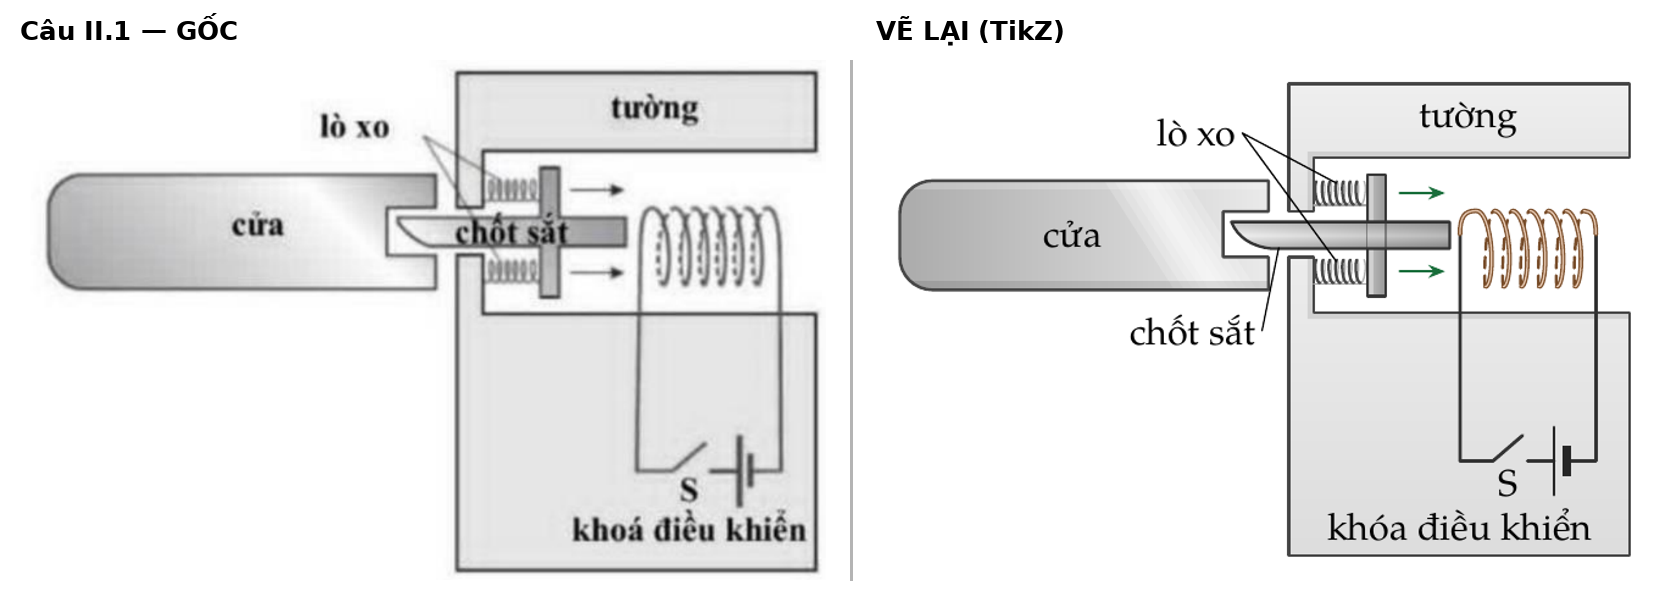 Câu II.1 — GỐC
tường
lò xo
cửa
chốt sắt
S
khoá điều khiển
VẼ LẠI (TikZ)
tường
lò xo
cửa
chốt sắt
S
khóa điều khiển